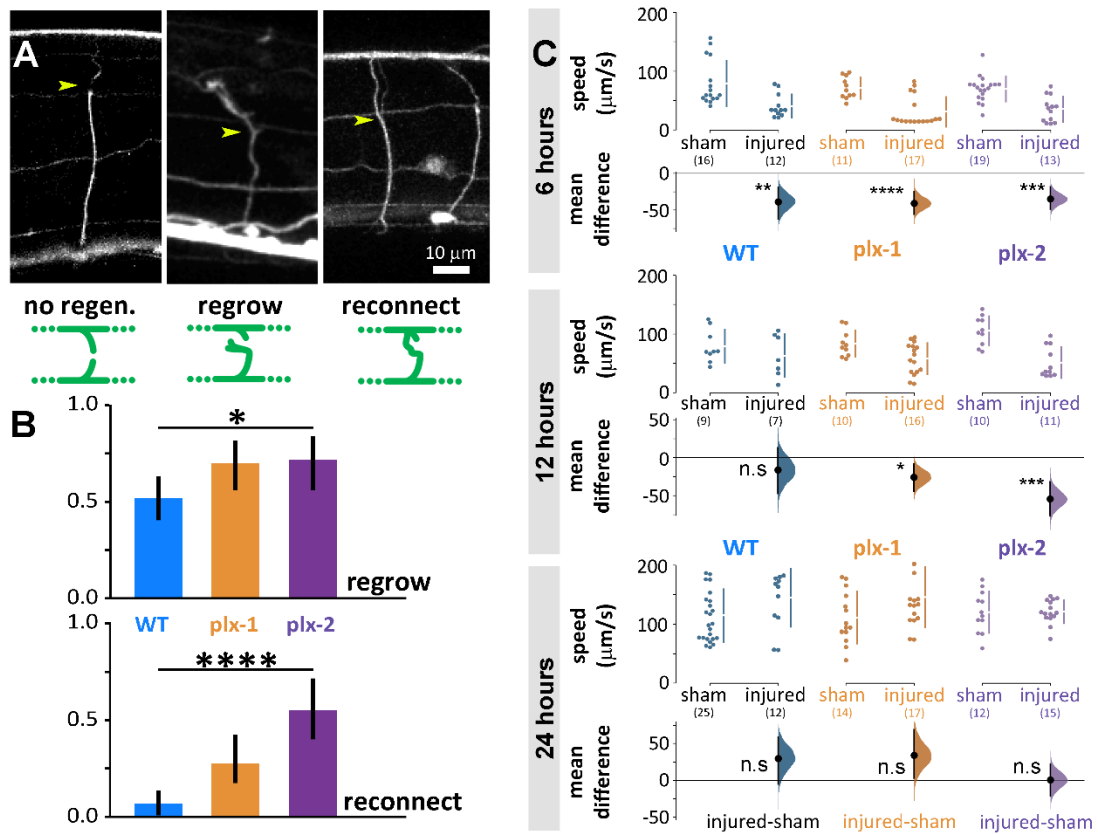 A
10 μm
no regen.
regrow
reconnect
B
1.0
*
0.5
0.0
regrow
WT
plx-1
plx-2
1.0
****
0.5
0.0
reconnect
C
6 hours
speed
(μm/s)
200
100
0
sham
injured
sham
injured
sham
injured
(16)
(12)
(11)
(17)
(19)
(13)
mean
difference
0
-50
**
****
***
WT
plx-1
plx-2
12 hours
speed
(μm/s)
200
100
0
sham
injured
sham
injured
sham
injured
(9)
(7)
(10)
(16)
(10)
(11)
mean
difference
50
0
-50
n.s
*
***
WT
plx-1
plx-2
24 hours
speed
(μm/s)
200
100
0
sham
injured
sham
injured
sham
injured
(25)
(12)
(14)
(17)
(12)
(15)
mean
difference
50
0
-50
n.s
n.s
n.s
injured-sham
injured-sham
injured-sham